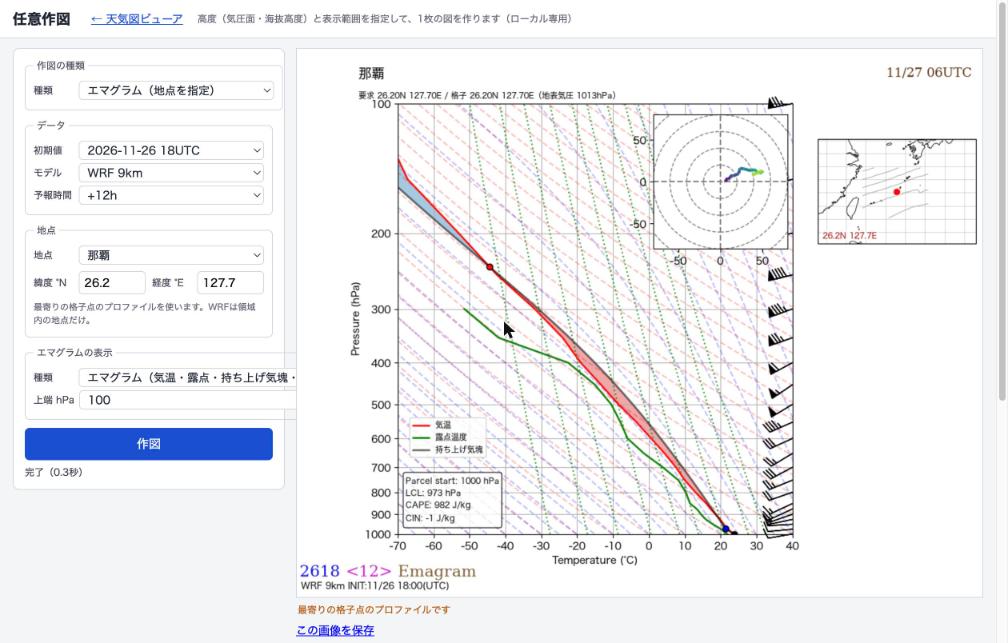 任意作図 ← 天気図ビューア 高度（気圧面・海抜高度）と表示範囲を指定して、1枚の図を作ります（ローカル専用）
作図の種類
種類 エマグラム（地点を指定）
データ
初期値 2026-11-26 18UTC
モデル WRF 9km
予報時間 +12h
地点
地点 那覇
緯度 °N 26.2 経度 °E 127.7
最寄りの格子点のプロファイルを使います。WRFは領域
内の地点だけ。
エマグラムの表示
種類 エマグラム（気温・露点・持ち上げ気塊・
上端 hPa 100
作図
完了（0.3秒）
那覇
11/27 06UTC
要求 26.20N 127.70E / 格子 26.20N 127.70E（地表気圧 1013hPa）
Pressure (hPa)
100
200
300
400
500
600
700
800
900
1000
50
0
-50
-50 0 50
26.2N 127.7E
気温
露点温度
持ち上げ気塊
Parcel start: 1000 hPa
LCL: 973 hPa
CAPE: 982 J/kg
CIN: -1 J/kg
-70 -60 -50 -40 -30 -20 -10 0 10 20 30 40
Temperature (°C)
2618 <12> Emagram
WRF 9km INIT:11/26 18:00(UTC)
最寄りの格子点のプロファイルです
この画像を保存